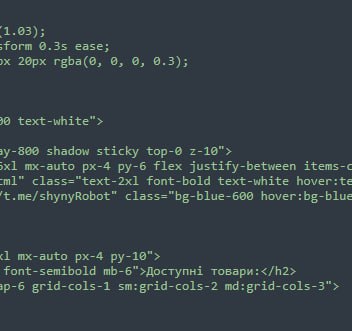 (1.03);
sform 0.3s ease;
px 20px rgba(0, 0, 0, 0.3);
00 text-white">
ay-800 shadow sticky top-0 z-10">
6xl mx-auto px-4 py-6 flex justify-between items-c
tml" class="text-2xl font-bold text-white hover:te
/t.me/shynyRobot" class="bg-blue-600 hover:bg-blue
xl mx-auto px-4 py-10">
font-semibold mb-6">Доступні товари:</h2>
ap-6 grid-cols-1 sm:grid-cols-2 md:grid-cols-3">